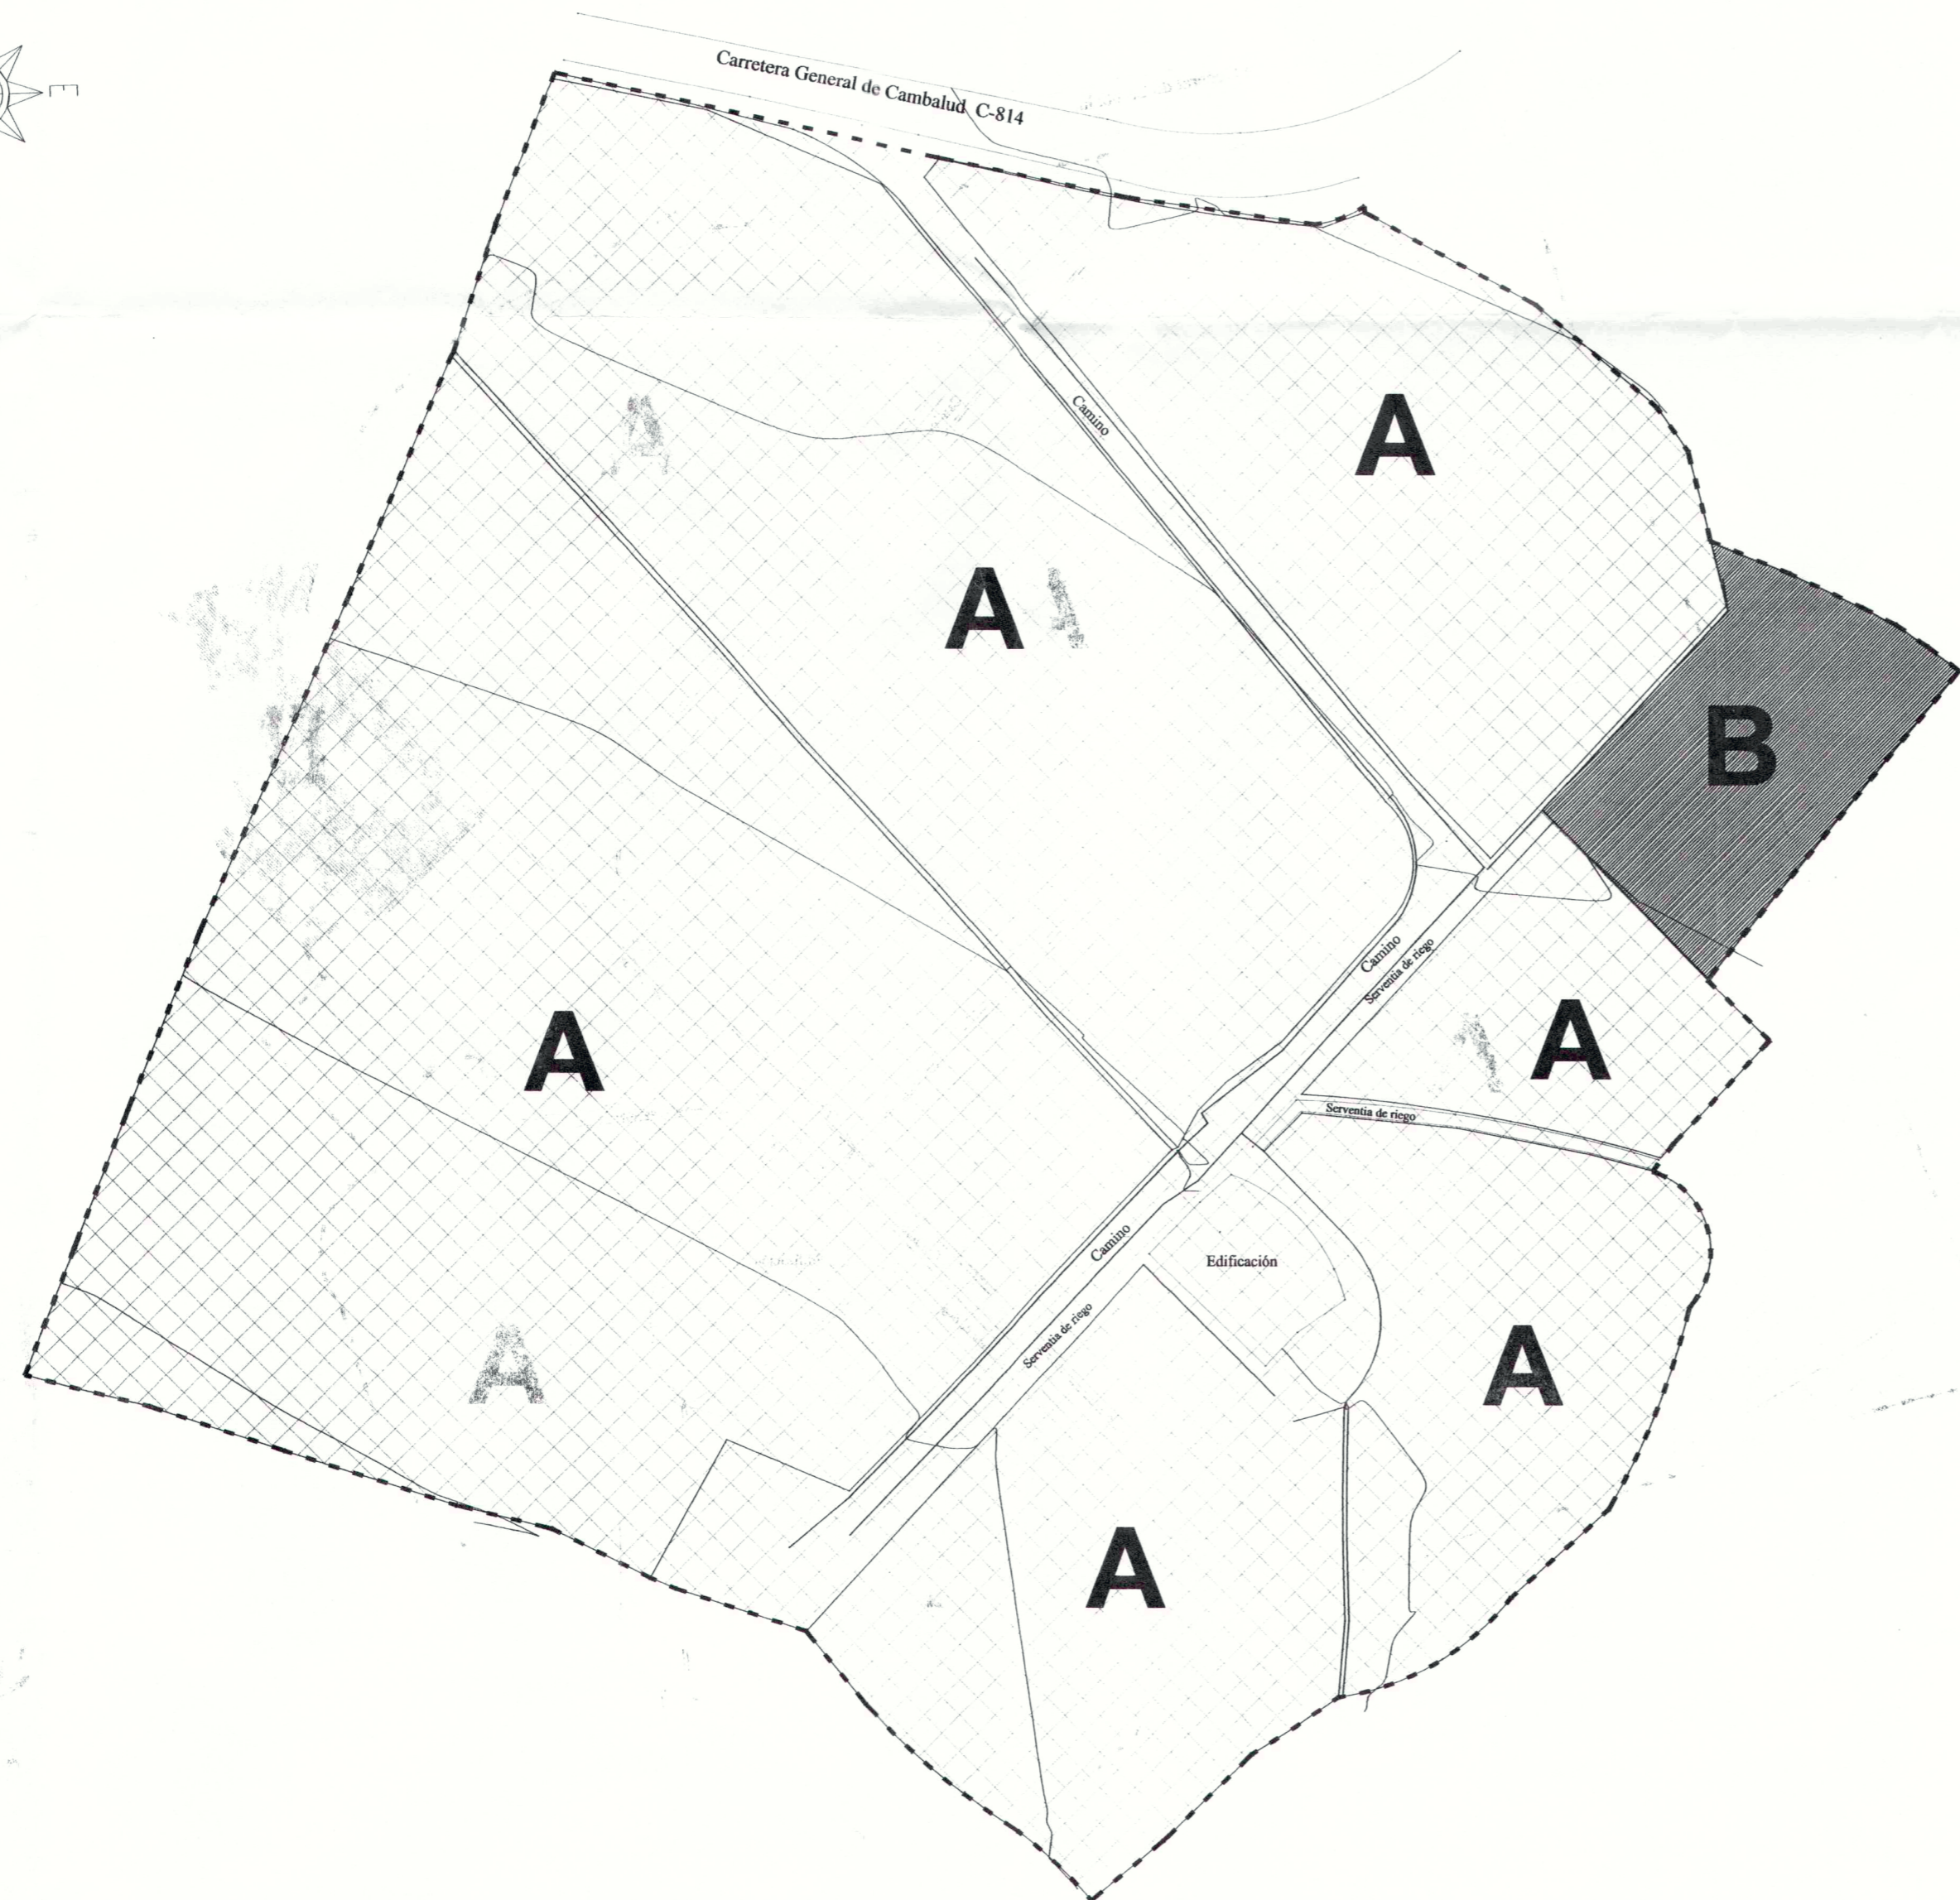 Carretera General de Cambalud C-814
E
Camino
A
A
B
Camino
Serventia de riego
A
A
Serventia de riego
Camino
Edificación
Serventia de riego
A
A